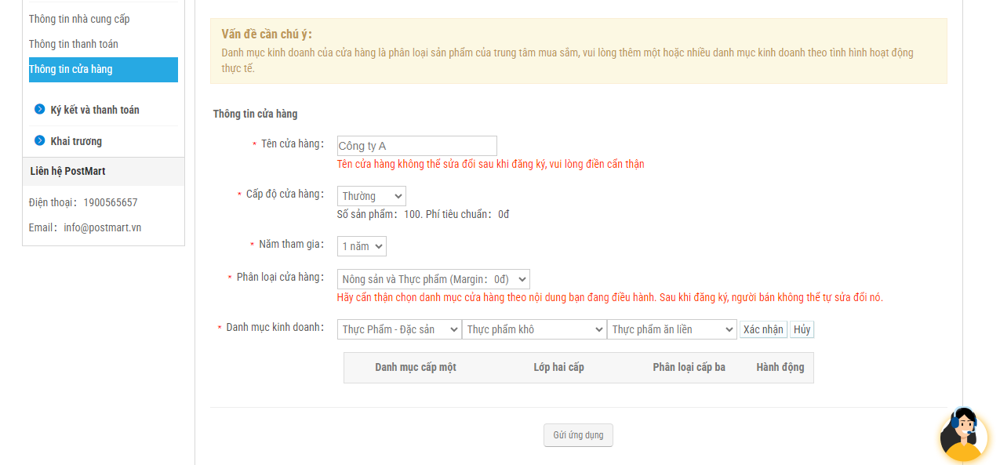 Thông tin nhà cung cấp
Thông tin thanh toán
Thông tin cửa hàng
Ký kết và thanh toán
Khai trương
Liên hệ PostMart
Điện thoại: 1900565657
Email: info@postmart.vn
Vấn đề cần chú ý:
Danh mục kinh doanh của cửa hàng là phân loại sản phẩm của trung tâm mua sắm, vui lòng thêm một hoặc nhiều danh mục kinh doanh theo tình hình hoạt động
thực tế.
Thông tin cửa hàng
* Tên cửa hàng: Công ty A
Tên cửa hàng không thể sửa đổi sau khi đăng ký, vui lòng điền cẩn thận
* Cấp độ cửa hàng: Thường
Số sản phẩm: 100. Phí tiêu chuẩn: 0đ
* Năm tham gia: 1 năm
* Phân loại cửa hàng: Nông sản và Thực phẩm (Margin: 0đ)
Hãy cẩn thận chọn danh mục cửa hàng theo nội dung bạn đang điều hành. Sau khi đăng ký, người bán không thể tự sửa đổi nó.
* Danh mục kinh doanh: Thực Phẩm - Đặc sản Thực phẩm khô Thực phẩm ăn liền Xác nhận Hủy
Danh mục cấp một Lớp hai cấp Phân loại cấp ba Hành động
Gửi ứng dụng